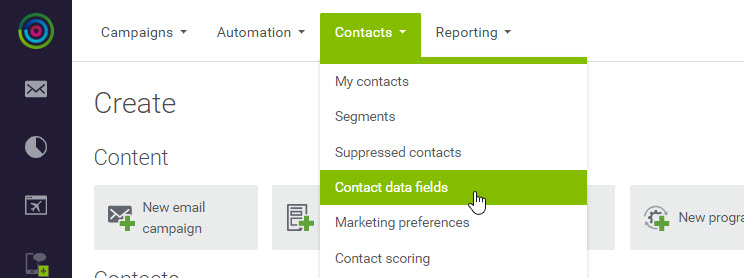 Campaigns Automation Contacts Reporting
My contacts
Segments
Suppressed contacts
Contact data fields
Marketing preferences
Contact scoring
Create
Content
New email
campaign
New progra
Contacts